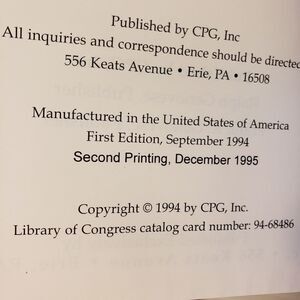 Published by CPG, Inc
All inquiries and correspondence should be directed
556 Keats Avenue • Erie, PA • 16508
Manufactured in the United States of America
First Edition, September 1994
Second Printing, December 1995
Copyright © 1994 by CPG, Inc.
Library of Congress catalog card number: 94-68486